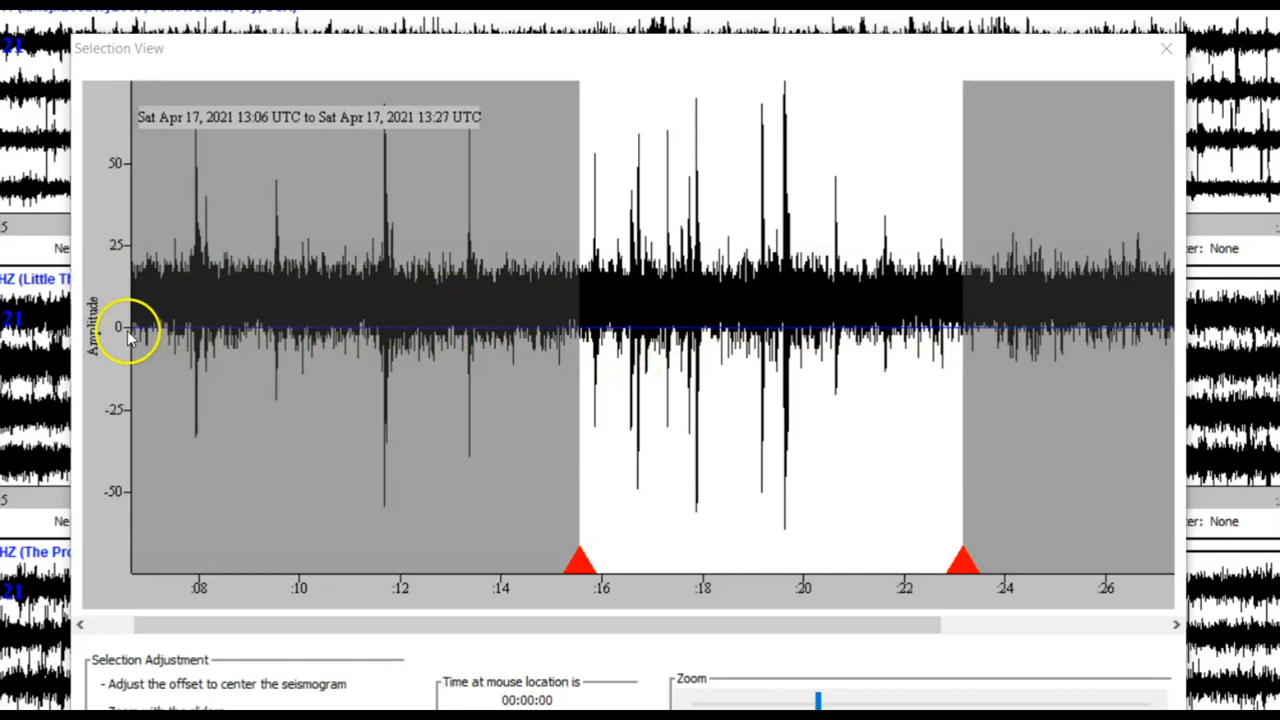 21
Selection View
Sat Apr 17, 2021 13:06 UTC to Sat Apr 17, 2021 13:27 UTC
50
25
0
-25
-50
Amplitude
:08 :10 :12 :14 :16 :18 :20 :22 :24 :26
5
Ne
er: None
HZ (Little Th
21
5
Ne
er: None
HZ (The Pro
21
Selection Adjustment
- Adjust the offset to center the seismogram
Time at mouse location is
00:00:00
Zoom